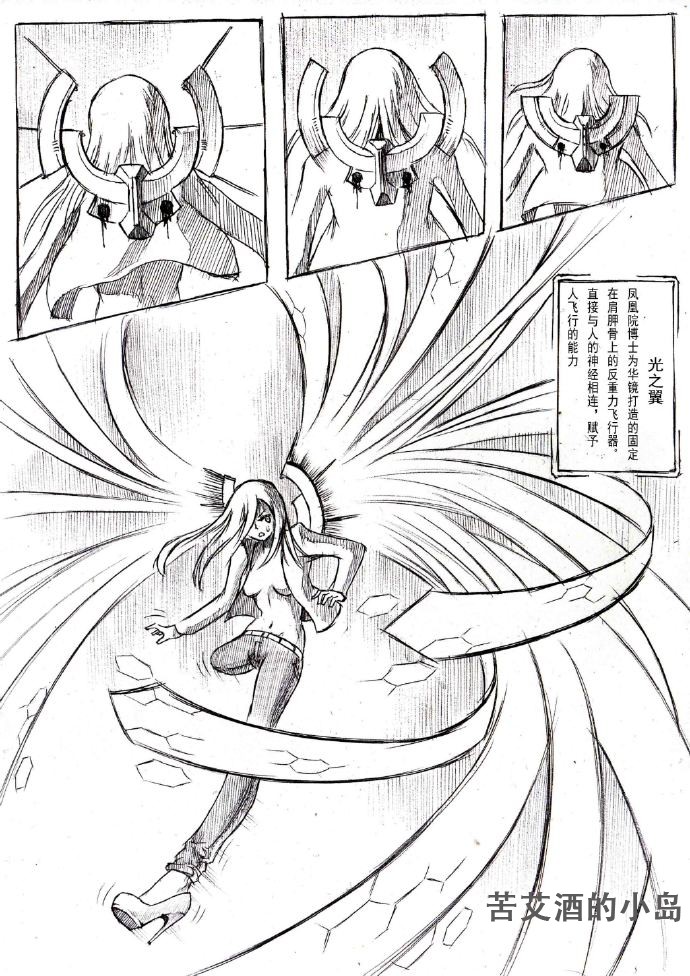 光之翼
凤凰院博士为华镜打造的固定
在肩胛骨上的反重力飞行器。
直接与人的神经相连，赋予
人飞行的能力
苦艾酒的小岛